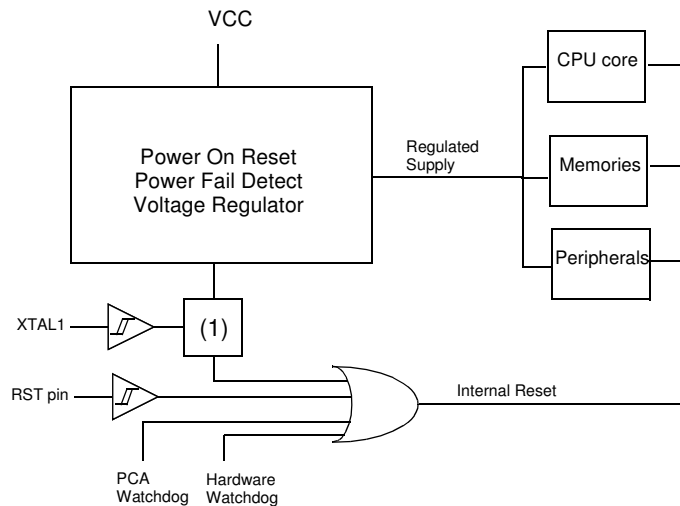 VCC
CPU core
Power On Reset
Power Fail Detect
Voltage Regulator
Regulated
Supply
Memories
Peripherals
XTAL1
(1)
RST pin
Internal Reset
PCA
Watchdog
Hardware
Watchdog